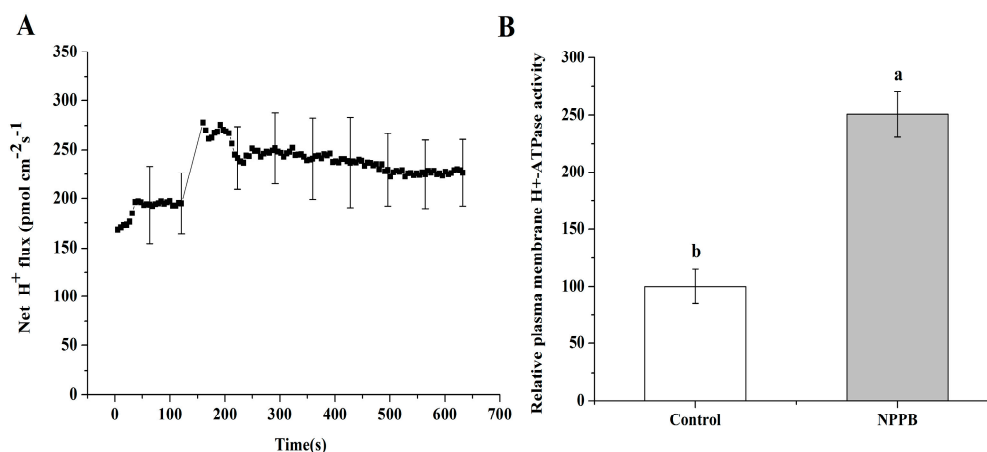 A
Net H+ flux (pmol cm-2s-1)
350
300
250
200
150
100
50
0
0 100 200 300 400 500 600 700
Time(s)
B
Relative plasma membrane H+-ATPase activity
300
250
200
150
100
50
0
b
a
Control NPPB